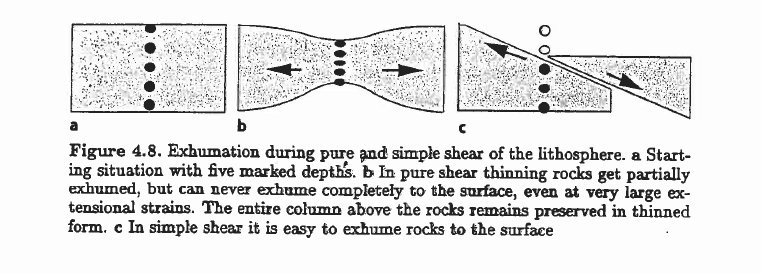 a
b
c
Figure 4.8. Exhumation during pure and simple shear of the lithosphere. a Start-
ing situation with five marked depths. b In pure shear thinning rocks get partially
exhumed, but can never exhume completely to the surface, even at very large ex-
tensional strains. The entire column above the rocks remains preserved in thinned
form. c In simple shear it is easy to exhume rocks to the surface